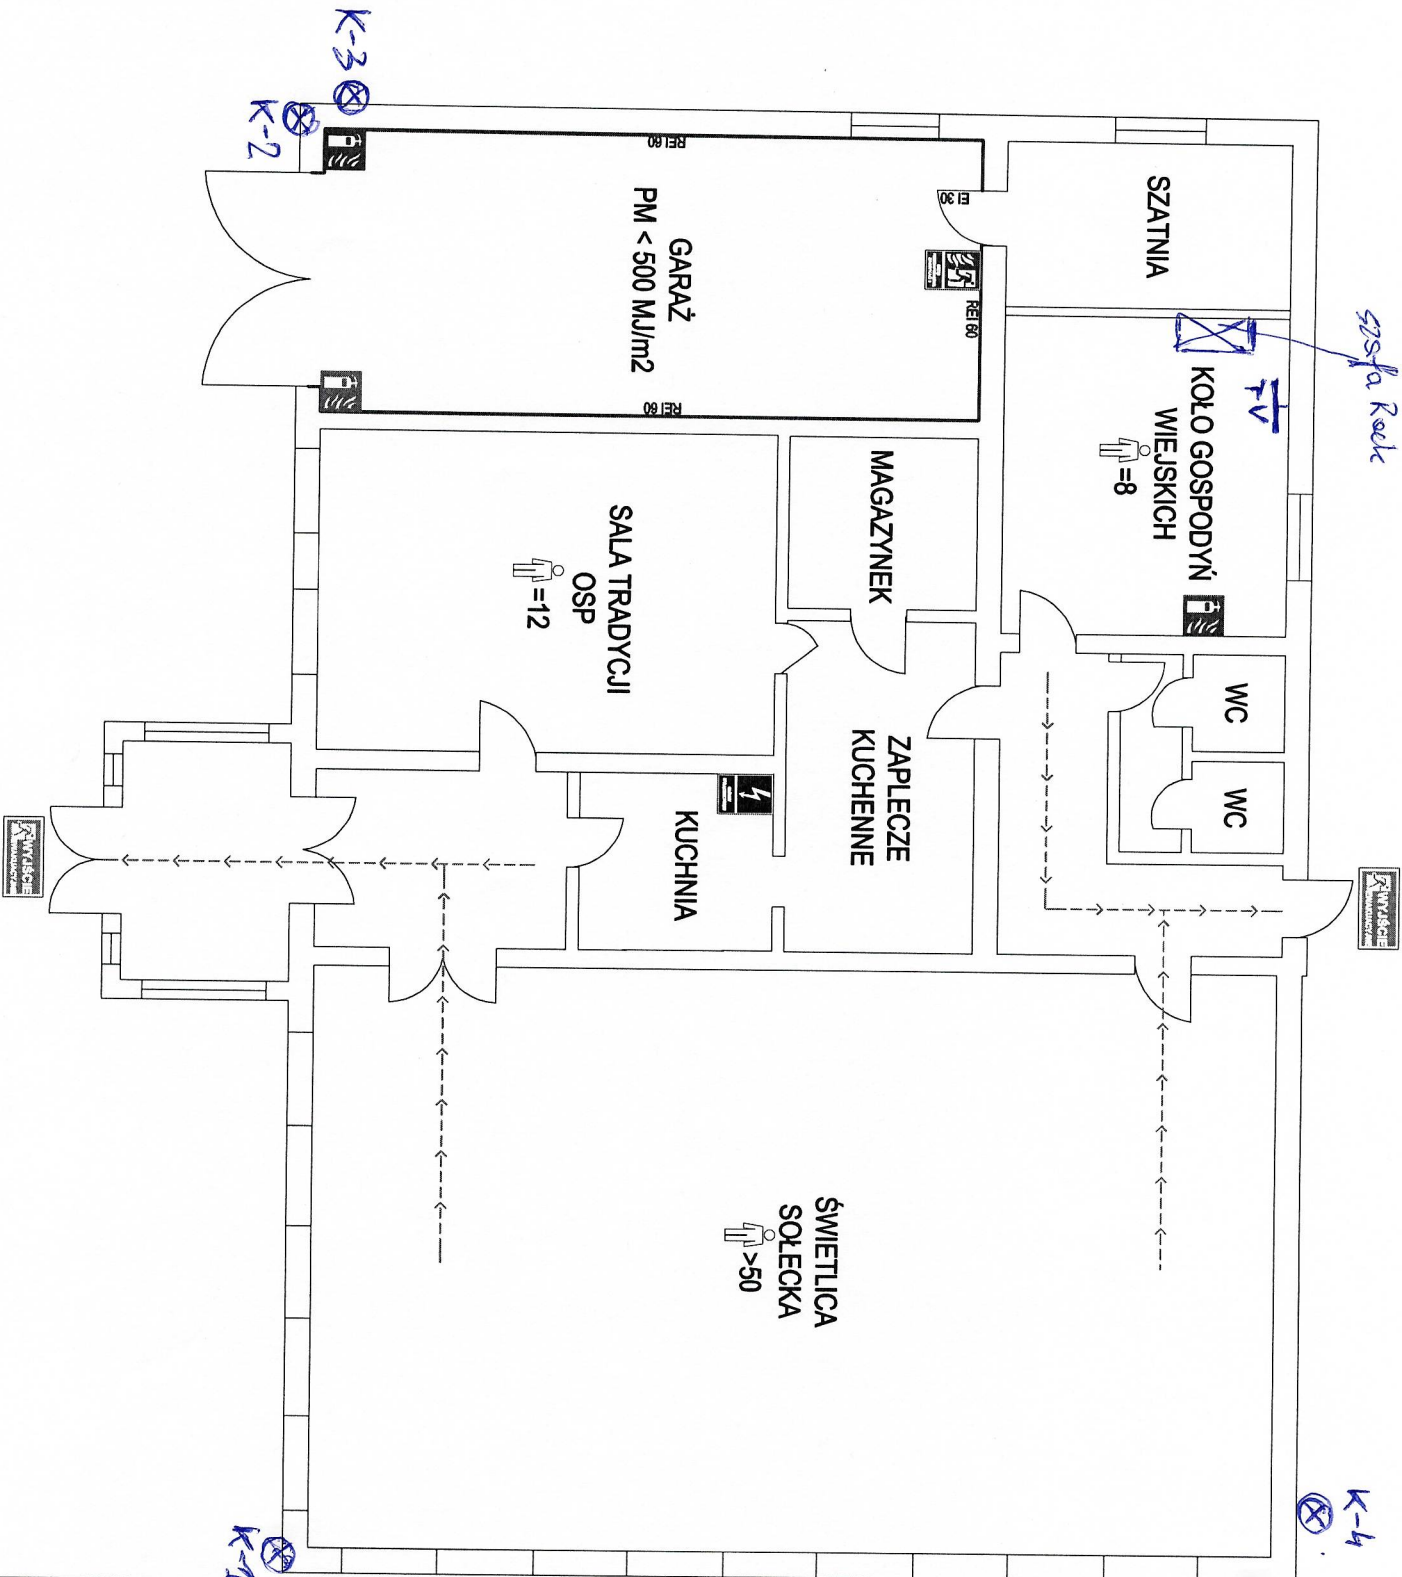 K-3
K-2
szafa Rack
TV
K-4
SZATNIA
KOŁO GOSPODYŃ
WIEJSKICH
=8
WC
WC
EI 30
REI 60
REI 60
REI 60
GARAŻ
PM < 500 MJ/m2
MAGAZYNEK
ZAPLECZE
KUCHENNE
SALA TRADYCJI
OSP
=12
KUCHNIA
ŚWIETLICA
SOŁECKA
>50
WYJŚCIE
WYJŚCIE